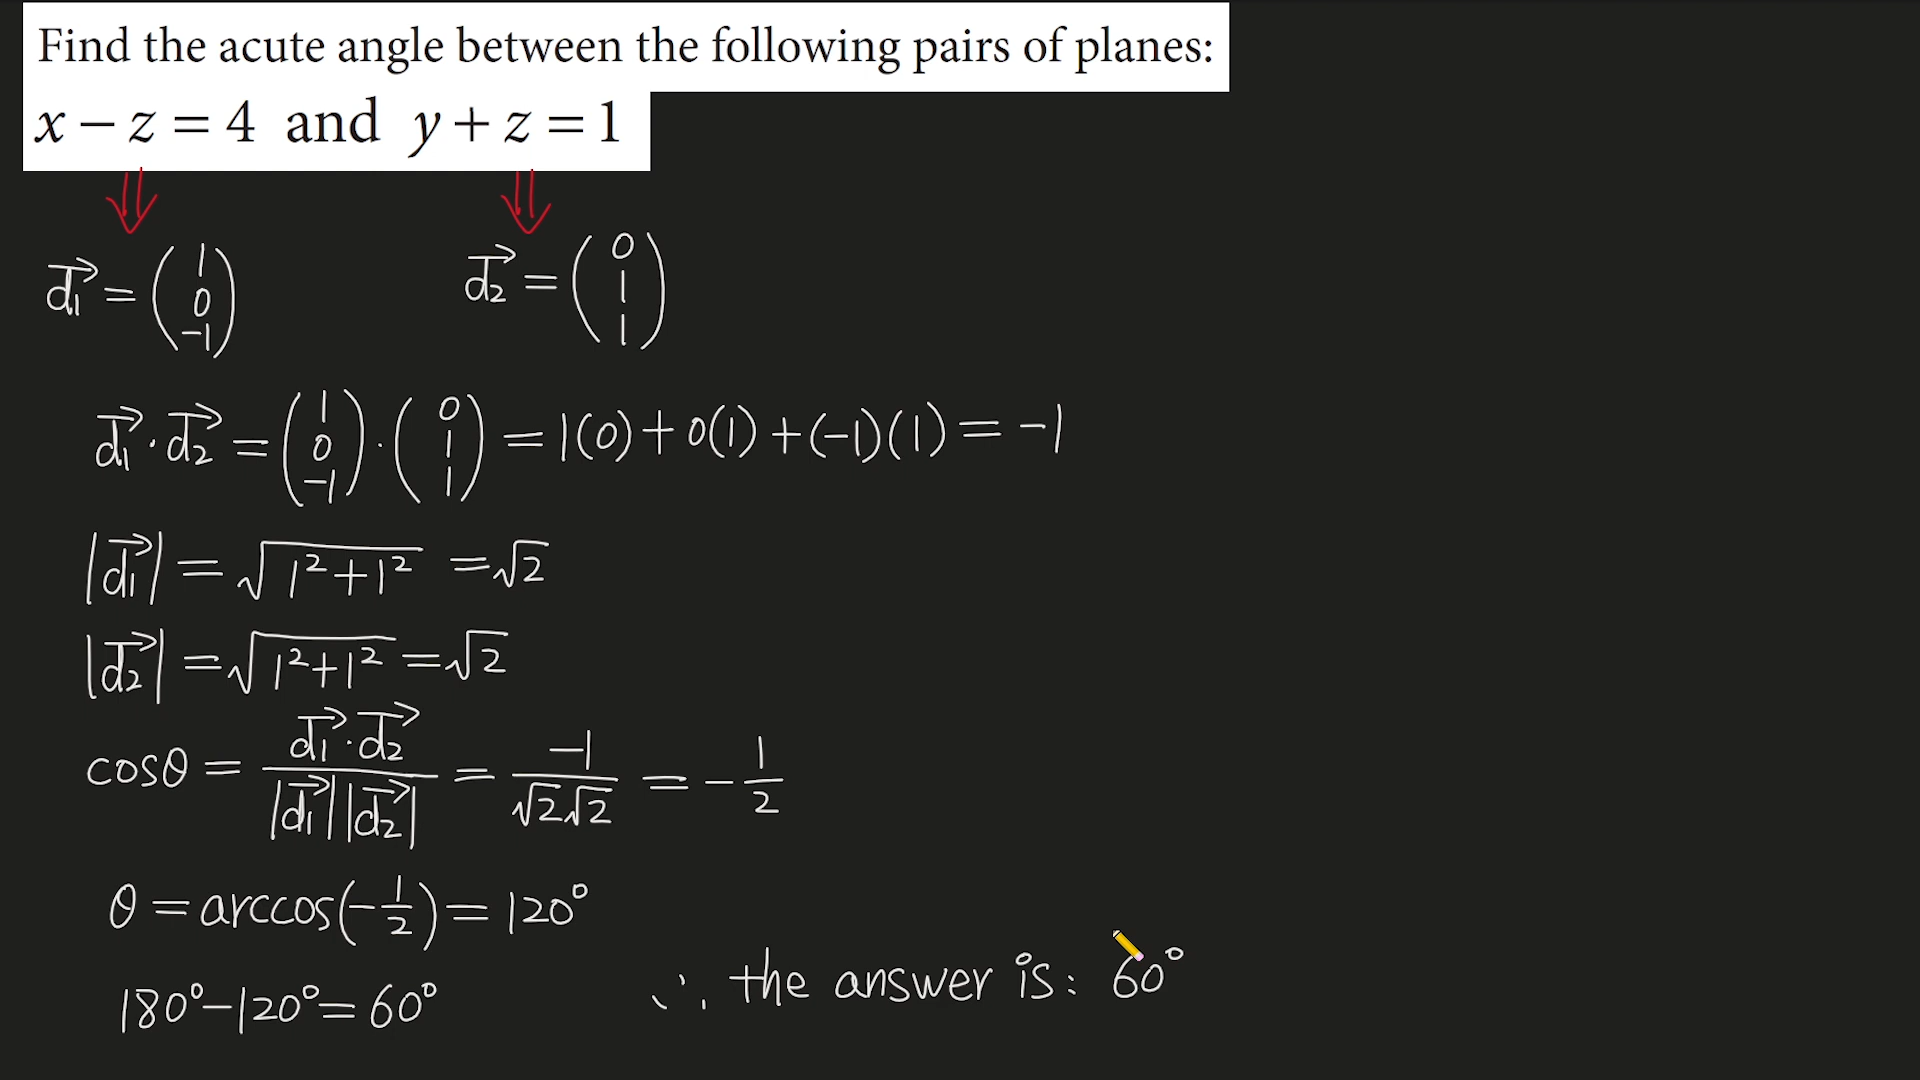 Find the acute angle between the following pairs of planes:
x − z = 4 and y + z = 1
⇓ ⇓
d₁⃗ = (1 0 −1) d₂⃗ = (0 1 1)
d₁⃗ · d₂⃗ = (1 0 −1) · (0 1 1) = 1(0) + 0(1) + (−1)(1) = −1
|d₁⃗| = √(1² + 1²) = √2
|d₂⃗| = √(1² + 1²) = √2
cosθ = d₁⃗ · d₂⃗ / |d₁⃗||d₂⃗| = −1 / √2√2 = − 1/2
θ = arccos(−1/2) = 120°
180° − 120° = 60° ∴ the answer is: 60°